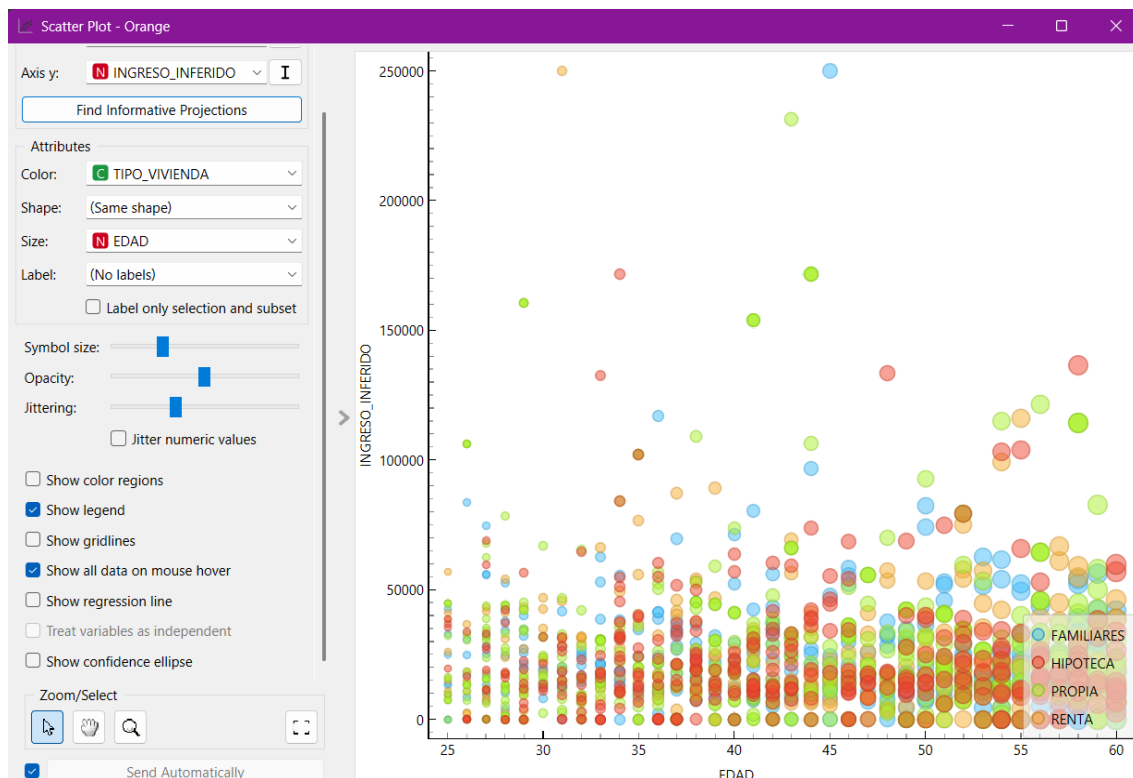 Scatter Plot - Orange
Axis y: N INGRESO_INFERIDO I
Find Informative Projections
Attributes
Color: C TIPO_VIVIENDA
Shape: (Same shape)
Size: N EDAD
Label: (No labels)
Label only selection and subset
Symbol size:
Opacity:
Jittering:
Jitter numeric values
Show color regions
Show legend
Show gridlines
Show all data on mouse hover
Show regression line
Treat variables as independent
Show confidence ellipse
Zoom/Select
Send Automatically
INGRESO_INFERIDO
250000
200000
150000
100000
50000
0
25 30 35 40 45 50 55 60
EDAD
FAMILIARES
HIPOTECA
PROPIA
RENTA